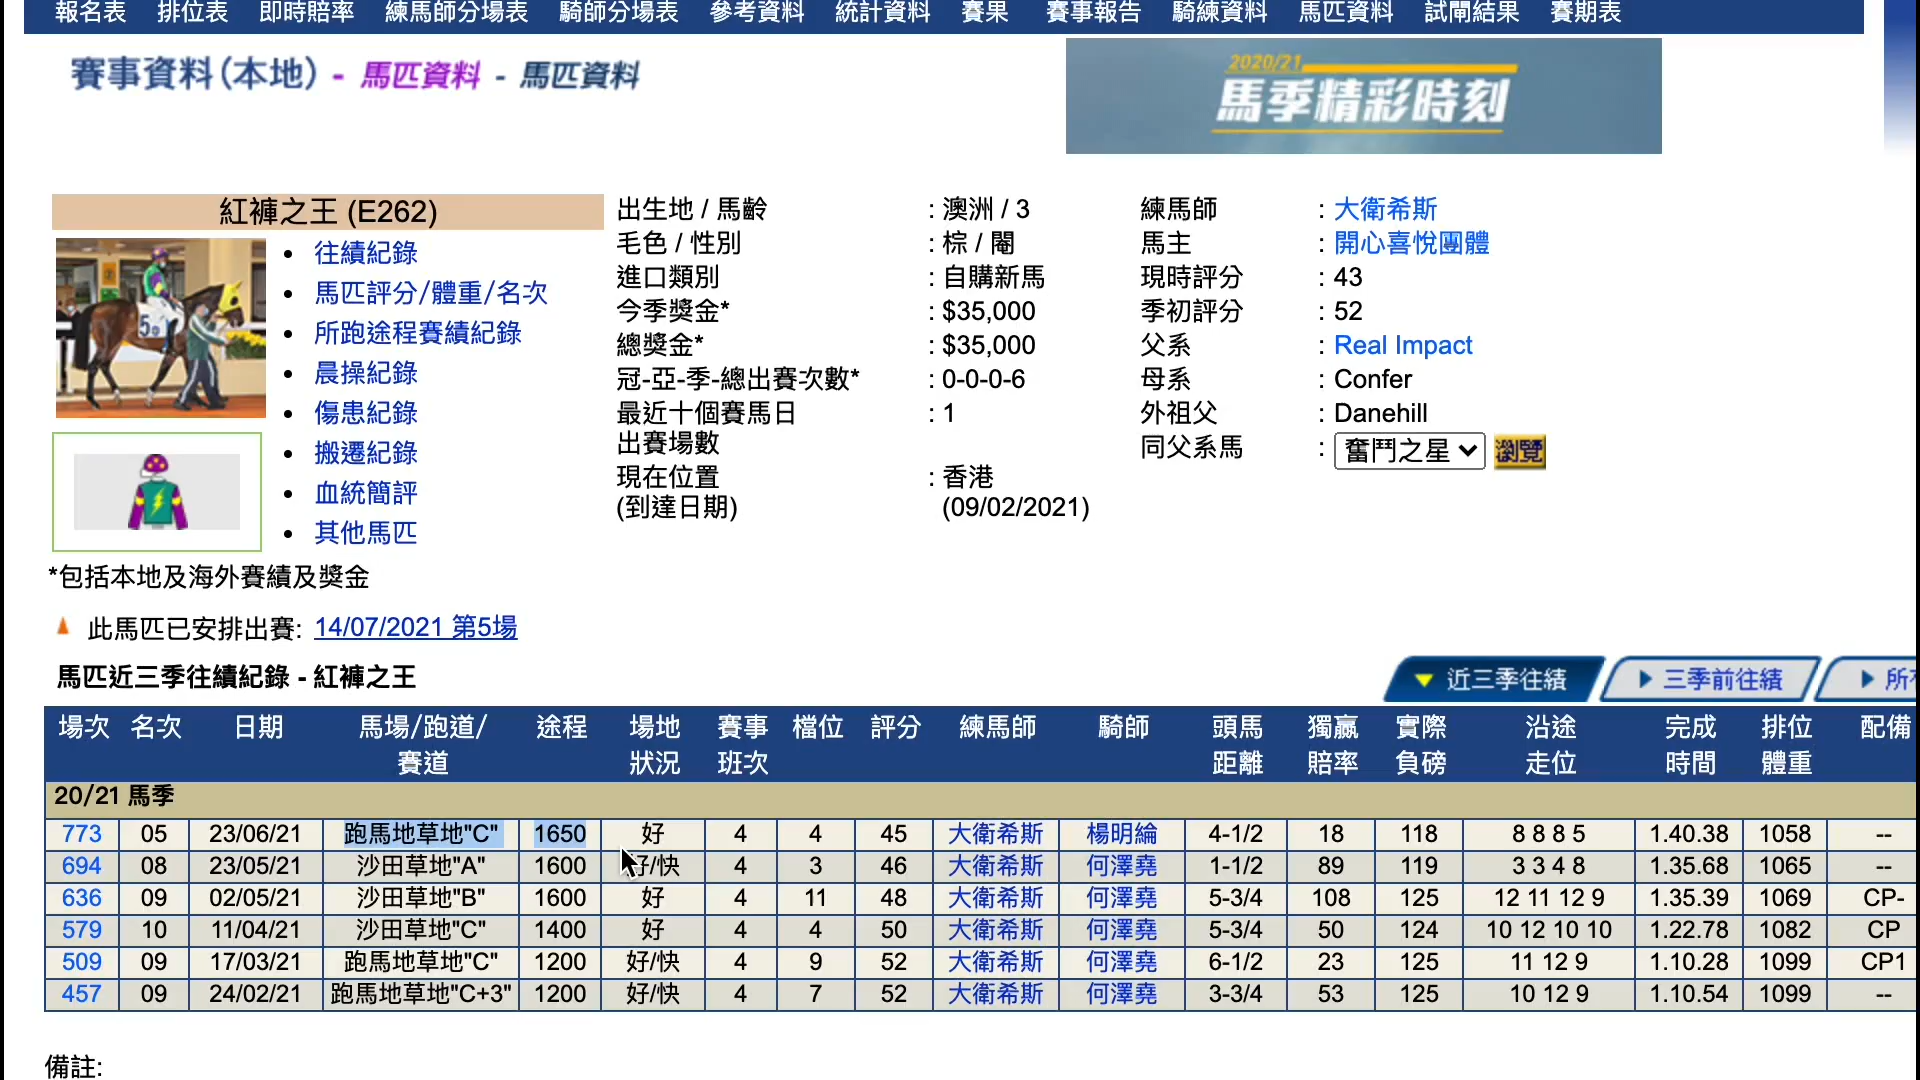 報名表 排位表 即時賠率 練馬師分場表 騎師分場表 參考資料 統計資料 賽果 賽事報告 騎練資料 馬匹資料 試閘結果 賽期表
賽事資料(本地) - 馬匹資料 - 馬匹資料
2020/21
馬季精彩時刻
紅褲之王 (E262)
往績紀錄
馬匹評分/體重/名次
所跑途程賽績紀錄
晨操紀錄
傷患紀錄
搬遷紀錄
血統簡評
其他馬匹
出生地 / 馬齡 : 澳洲 / 3
毛色 / 性別 : 棕 / 閹
進口類別 : 自購新馬
今季獎金* : $35,000
總獎金* : $35,000
冠-亞-季-總出賽次數* : 0-0-0-6
最近十個賽馬日 : 1
出賽場數
現在位置 : 香港
(到達日期) (09/02/2021)
練馬師 : 大衛希斯
馬主 : 開心喜悅團體
現時評分 : 43
季初評分 : 52
父系 : Real Impact
母系 : Confer
外祖父 : Danehill
同父系馬 : 奮鬥之星 瀏覽
*包括本地及海外賽績及獎金
此馬匹已安排出賽: 14/07/2021 第5場
馬匹近三季往績紀錄 - 紅褲之王
近三季往績 三季前往績 所
場次 名次 日期 馬場/跑道/ 途程 場地 賽事 檔位 評分 練馬師 騎師 頭馬 獨贏 實際 沿途 完成 排位 配備
賽道 狀況 班次 距離 賠率 負磅 走位 時間 體重
20/21 馬季
773 05 23/06/21 跑馬地草地"C" 1650 好 4 4 45 大衛希斯 楊明綸 4-1/2 18 118 8 8 8 5 1.40.38 1058 --
694 08 23/05/21 沙田草地"A" 1600 好/快 4 3 46 大衛希斯 何澤堯 1-1/2 89 119 3 3 4 8 1.35.68 1065 --
636 09 02/05/21 沙田草地"B" 1600 好 4 11 48 大衛希斯 何澤堯 5-3/4 108 125 12 11 12 9 1.35.39 1069 CP-
579 10 11/04/21 沙田草地"C" 1400 好 4 4 50 大衛希斯 何澤堯 5-3/4 50 124 10 12 10 10 1.22.78 1082 CP
509 09 17/03/21 跑馬地草地"C" 1200 好/快 4 9 52 大衛希斯 何澤堯 6-1/2 23 125 11 12 9 1.10.28 1099 CP1
457 09 24/02/21 跑馬地草地"C+3" 1200 好/快 4 7 52 大衛希斯 何澤堯 3-3/4 53 125 10 12 9 1.10.54 1099 --
備註: